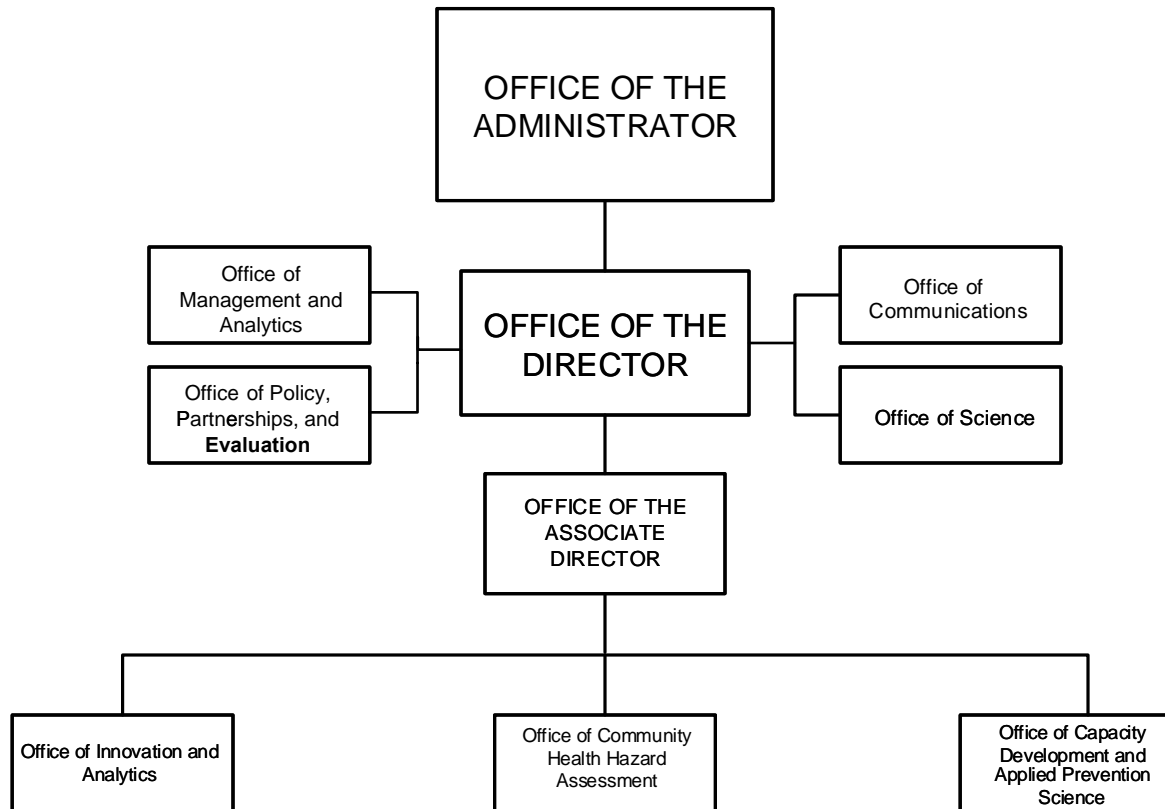 OFFICE OF THE
ADMINISTRATOR
Office of
Management and
Analytics
Office of Policy,
Partnerships, and
Evaluation
OFFICE OF THE
DIRECTOR
Office of
Communications
Office of Science
OFFICE OF THE
ASSOCIATE
DIRECTOR
Office of Innovation and
Analytics
Office of Community
Health Hazard
Assessment
Office of Capacity
Development and
Applied Prevention
Science